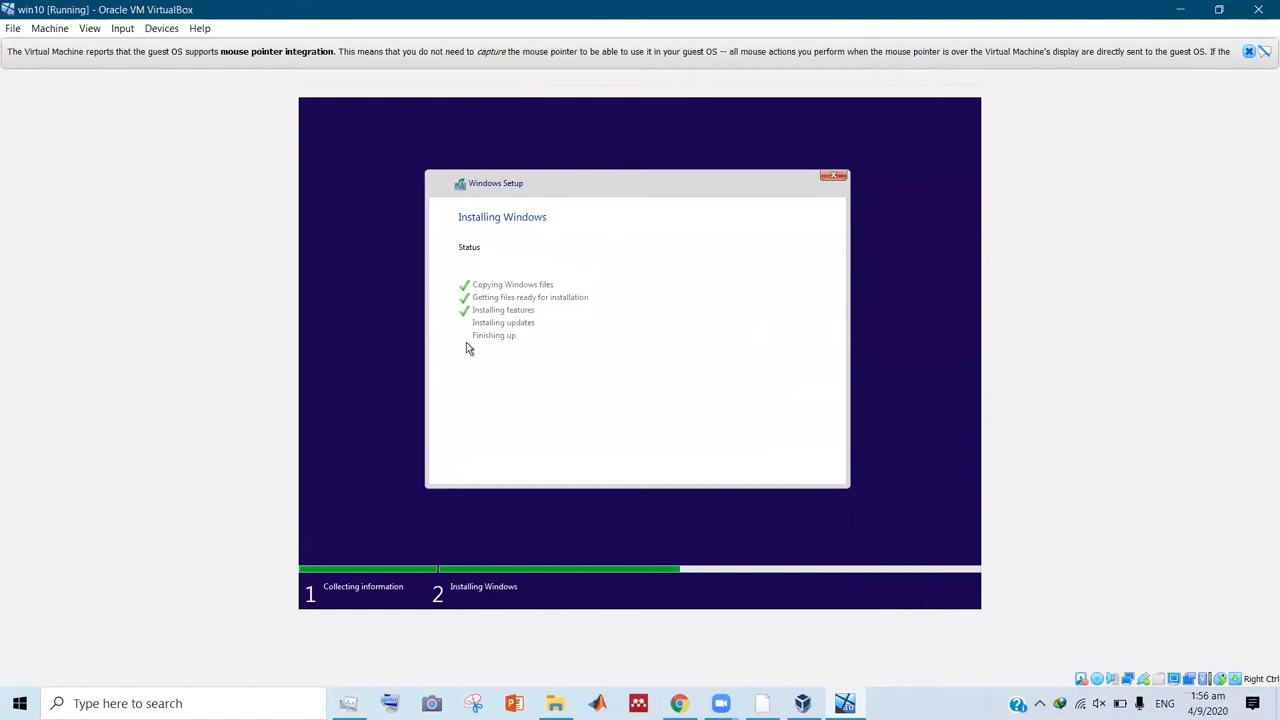 win10 [Running] - Oracle VM VirtualBox
File Machine View Input Devices Help
The Virtual Machine reports that the guest OS supports mouse pointer integration. This means that you do not need to capture the mouse pointer to be able to use it in your guest OS -- all mouse actions you perform when the mouse pointer is over the Virtual Machine's display are directly sent to the guest OS. If the
Windows Setup
Installing Windows
Status
Copying Windows files
Getting files ready for installation
Installing features
Installing updates
Finishing up
1 Collecting information 2 Installing Windows
Right Ctrl
Type here to search
ENG
1:56 am
4/9/2020